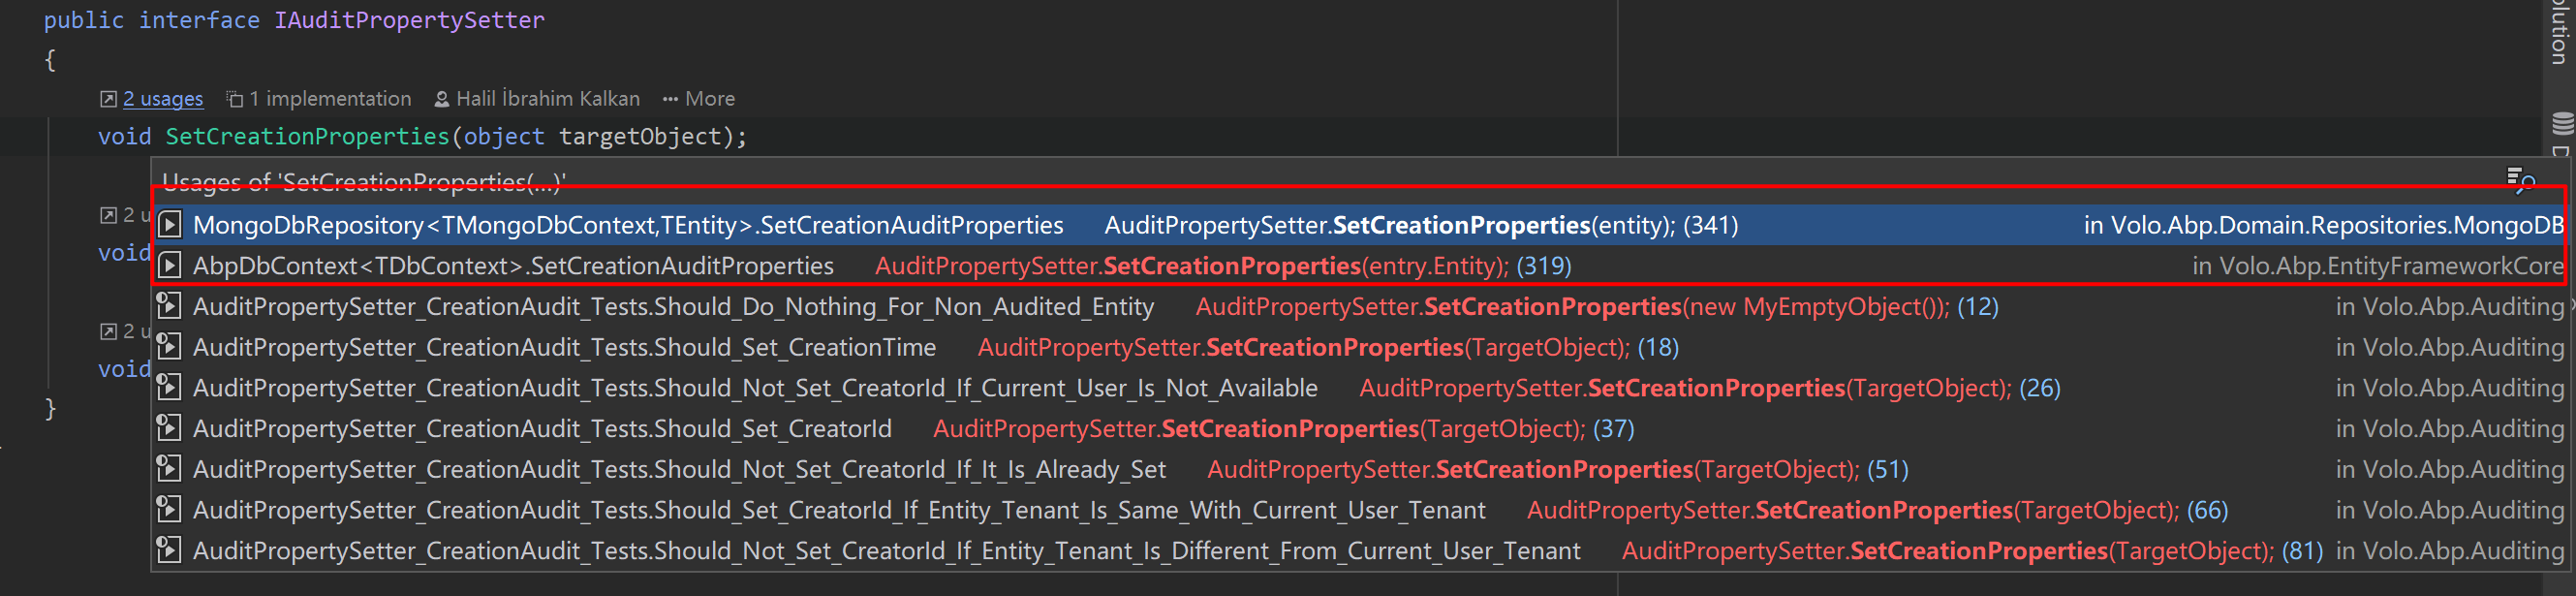 public interface IAuditPropertySetter
{
2 usages 1 implementation Halil İbrahim Kalkan ··· More
void SetCreationProperties(object targetObject);
Usages of 'SetCreationProperties(...)'
MongoDbRepository<TMongoDbContext,TEntity>.SetCreationAuditProperties AuditPropertySetter.SetCreationProperties(entity); (341) in Volo.Abp.Domain.Repositories.MongoDB
AbpDbContext<TDbContext>.SetCreationAuditProperties AuditPropertySetter.SetCreationProperties(entry.Entity); (319) in Volo.Abp.EntityFrameworkCore
AuditPropertySetter_CreationAudit_Tests.Should_Do_Nothing_For_Non_Audited_Entity AuditPropertySetter.SetCreationProperties(new MyEmptyObject()); (12) in Volo.Abp.Auditing
AuditPropertySetter_CreationAudit_Tests.Should_Set_CreationTime AuditPropertySetter.SetCreationProperties(TargetObject); (18) in Volo.Abp.Auditing
AuditPropertySetter_CreationAudit_Tests.Should_Not_Set_CreatorId_If_Current_User_Is_Not_Available AuditPropertySetter.SetCreationProperties(TargetObject); (26) in Volo.Abp.Auditing
AuditPropertySetter_CreationAudit_Tests.Should_Set_CreatorId AuditPropertySetter.SetCreationProperties(TargetObject); (37) in Volo.Abp.Auditing
AuditPropertySetter_CreationAudit_Tests.Should_Not_Set_CreatorId_If_It_Is_Already_Set AuditPropertySetter.SetCreationProperties(TargetObject); (51) in Volo.Abp.Auditing
AuditPropertySetter_CreationAudit_Tests.Should_Set_CreatorId_If_Entity_Tenant_Is_Same_With_Current_User_Tenant AuditPropertySetter.SetCreationProperties(TargetObject); (66) in Volo.Abp.Auditing
AuditPropertySetter_CreationAudit_Tests.Should_Not_Set_CreatorId_If_Entity_Tenant_Is_Different_From_Current_User_Tenant AuditPropertySetter.SetCreationProperties(TargetObject); (81) in Volo.Abp.Auditing
2 u
void
2 u
void
}
olution
D